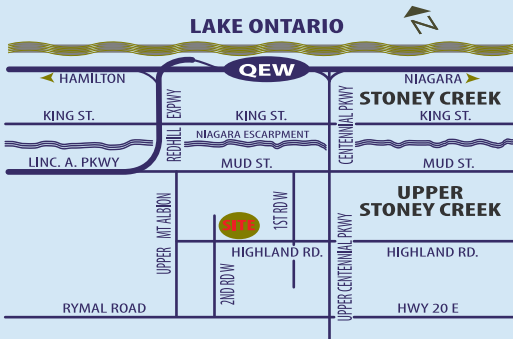 LAKE ONTARIO
N
QEW
HAMILTON
NIAGARA
STONEY CREEK
KING ST.
KING ST.
KING ST.
REDHILL EXPWY
CENTENNIAL PKWY
NIAGARA ESCARPMENT
LINC. A. PKWY
MUD ST.
MUD ST.
UPPER
STONEY CREEK
UPPER MT ALBION
1ST RD W
SITE
2ND RD W
HIGHLAND RD.
HIGHLAND RD.
UPPER CENTENNIAL PKWY
RYMAL ROAD
HWY 20 E